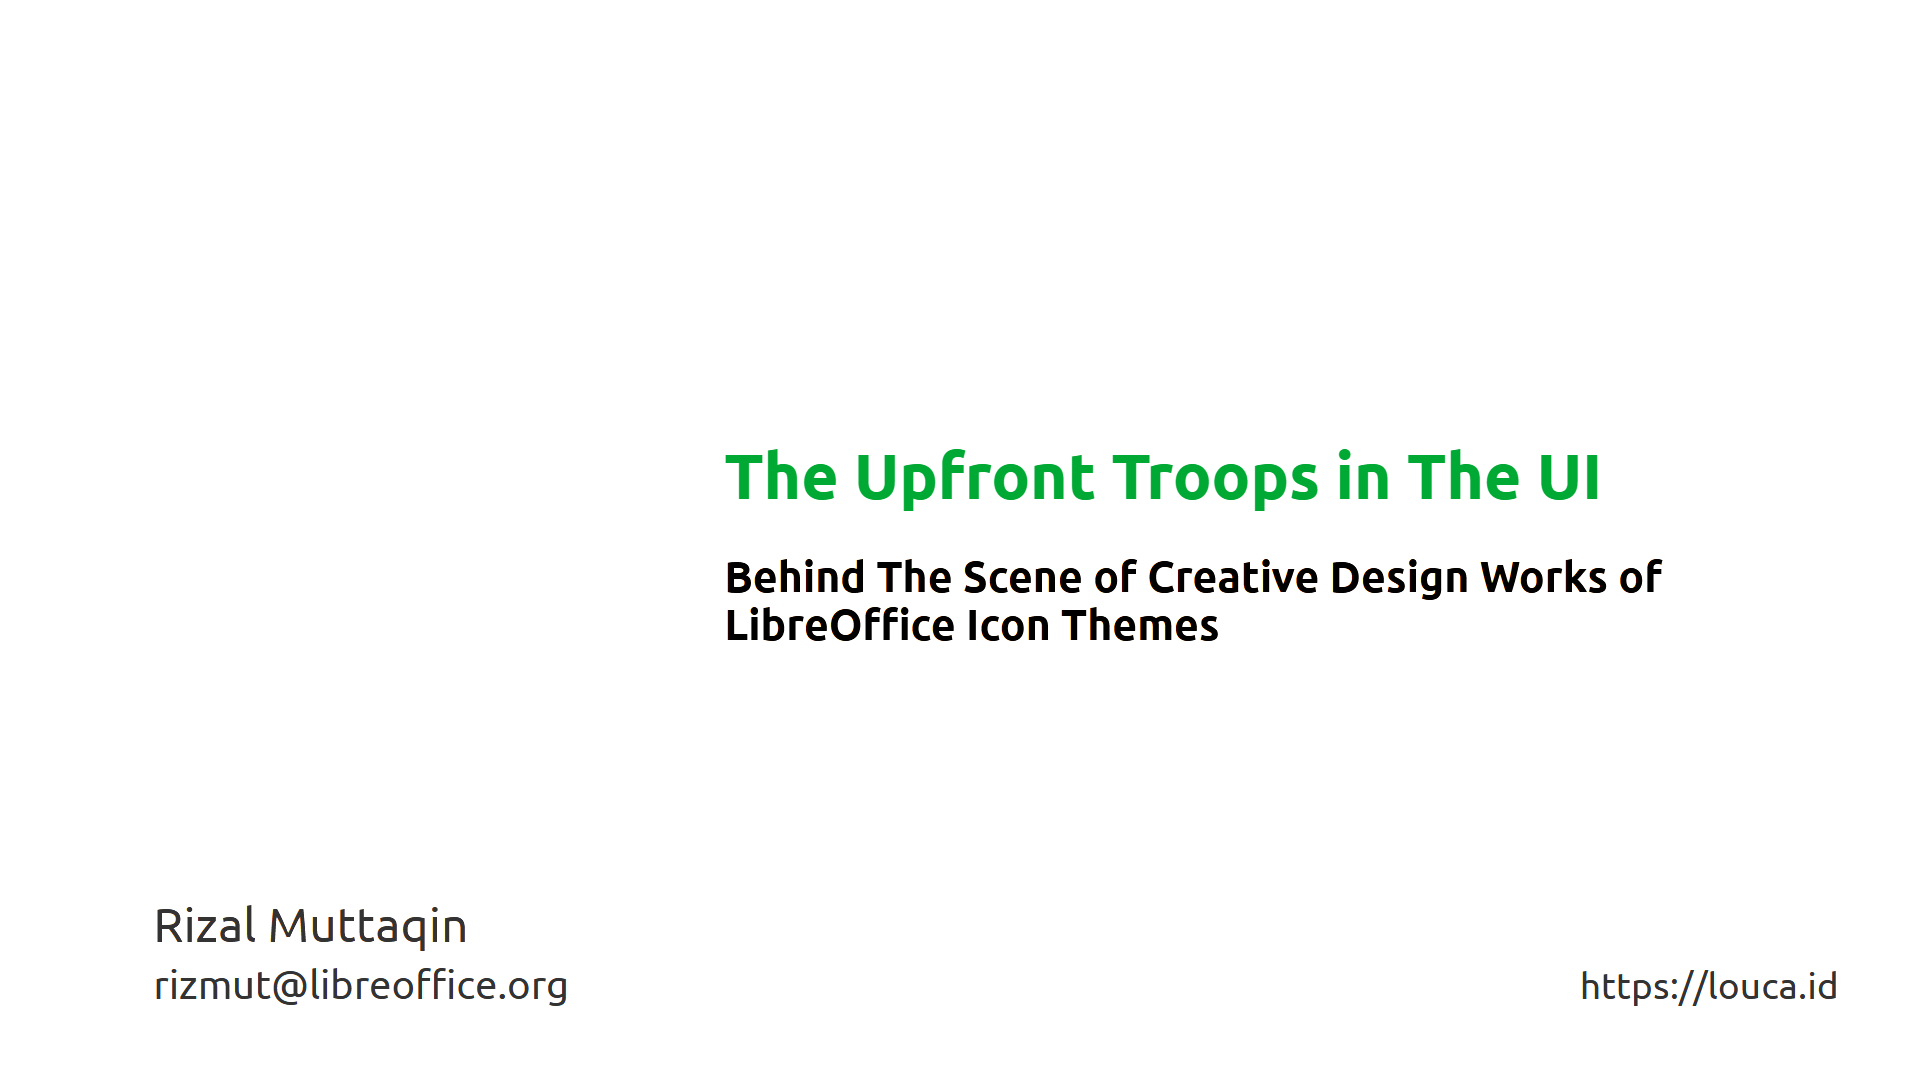 The Upfront Troops in The UI
Behind The Scene of Creative Design Works of
LibreOffice Icon Themes
Rizal Muttaqin
rizmut@libreoffice.org
https://louca.id